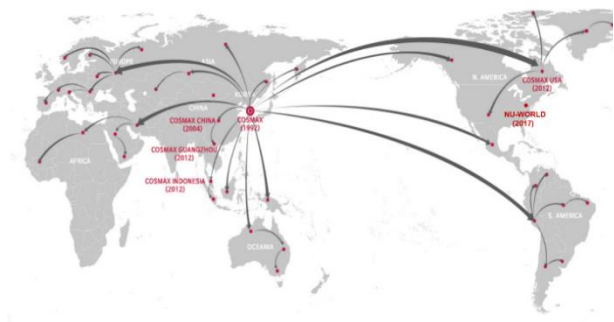 EUROPE
ASIA
KOREA
CHINA
COSMAX CHINA
(2004)
COSMAX
(1992)
COSMAX GUANGZHOU
(2012)
COSMAX INDONESIA
(2012)
AFRICA
OCEANIA
N. AMERICA
COSMAX USA
(2012)
NU-WORLD
(2017)
S. AMERICA